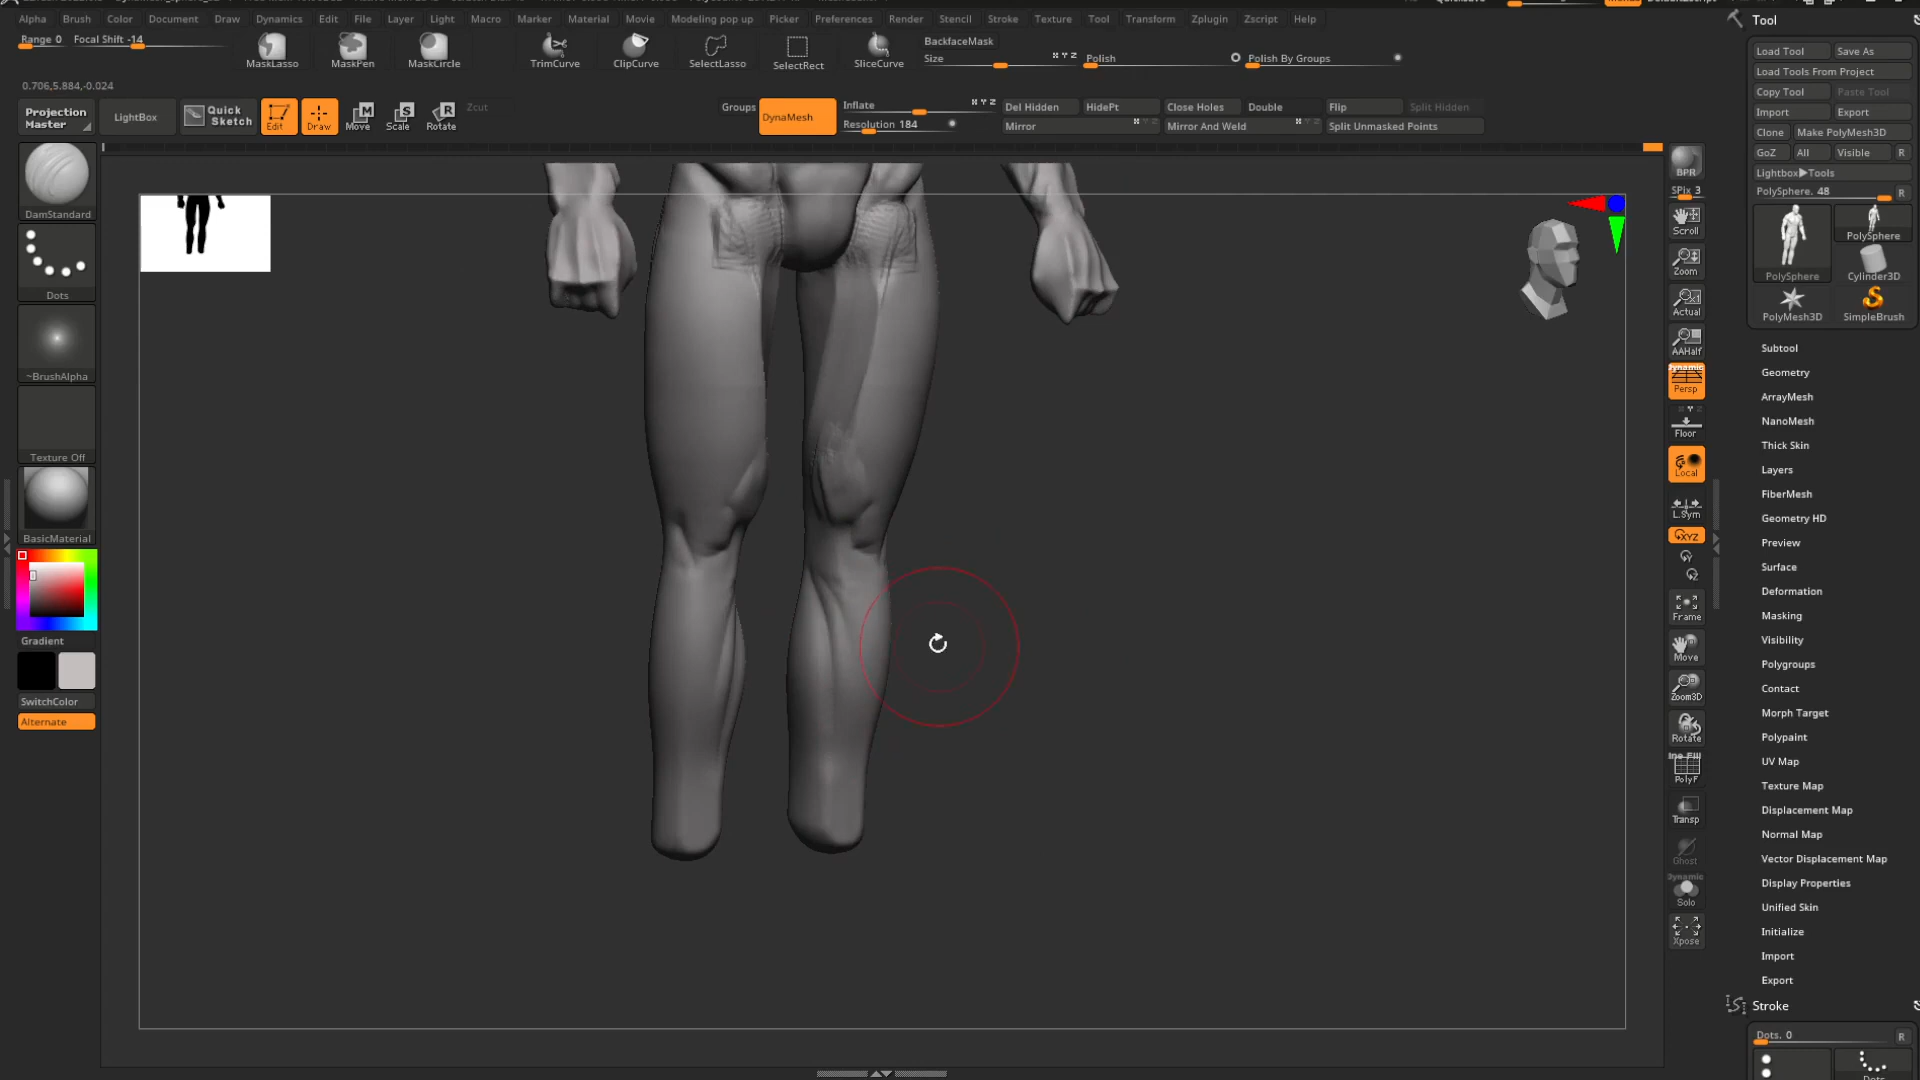 Alpha Brush Color Document Draw Dynamics Edit File Layer Light Macro Marker Material Movie Modeling pop up Picker Preferences Render Stencil Stroke Texture Tool Transform Zplugin Zscript Help
Range 0 Focal Shift -14
MaskLasso MaskPen MaskCircle TrimCurve ClipCurve SelectLasso SelectRect SliceCurve
BackfaceMask
Size X Y Z Polish Polish By Groups
0.706,5.884,-0.024
Projection Master
LightBox
Quick Sketch
Edit Draw Move Scale Rotate
Zcut
Groups DynaMesh Inflate X Y Z
Resolution 184
Del Hidden HidePt Close Holes Double Flip Split Hidden
Mirror Mirror And Weld Split Unmasked Points
DamStandard
Dots
~BrushAlpha
Texture Off
BasicMaterial
Gradient
SwitchColor
Alternate
BPR
SPix 3
Scroll
Zoom
Actual
AAHalf
Dynamic
Persp
Floor
Local
L.Sym
XYZ
Y
Z
Frame
Move
Zoom3D
Rotate
Line Fill
PolyF
Transp
Ghost
Dynamic
Solo
Xpose
Tool
Load Tool Save As
Load Tools From Project
Copy Tool Paste Tool
Import Export
Clone Make PolyMesh3D
GoZ All Visible R
Lightbox▶Tools
PolySphere. 48 R
PolySphere
PolySphere Cylinder3D
PolyMesh3D SimpleBrush
Subtool
Geometry
ArrayMesh
NanoMesh
Thick Skin
Layers
FiberMesh
Geometry HD
Preview
Surface
Deformation
Masking
Visibility
Polygroups
Contact
Morph Target
Polypaint
UV Map
Texture Map
Displacement Map
Normal Map
Vector Displacement Map
Display Properties
Unified Skin
Initialize
Import
Export
Stroke
Dots. 0 R
Dots